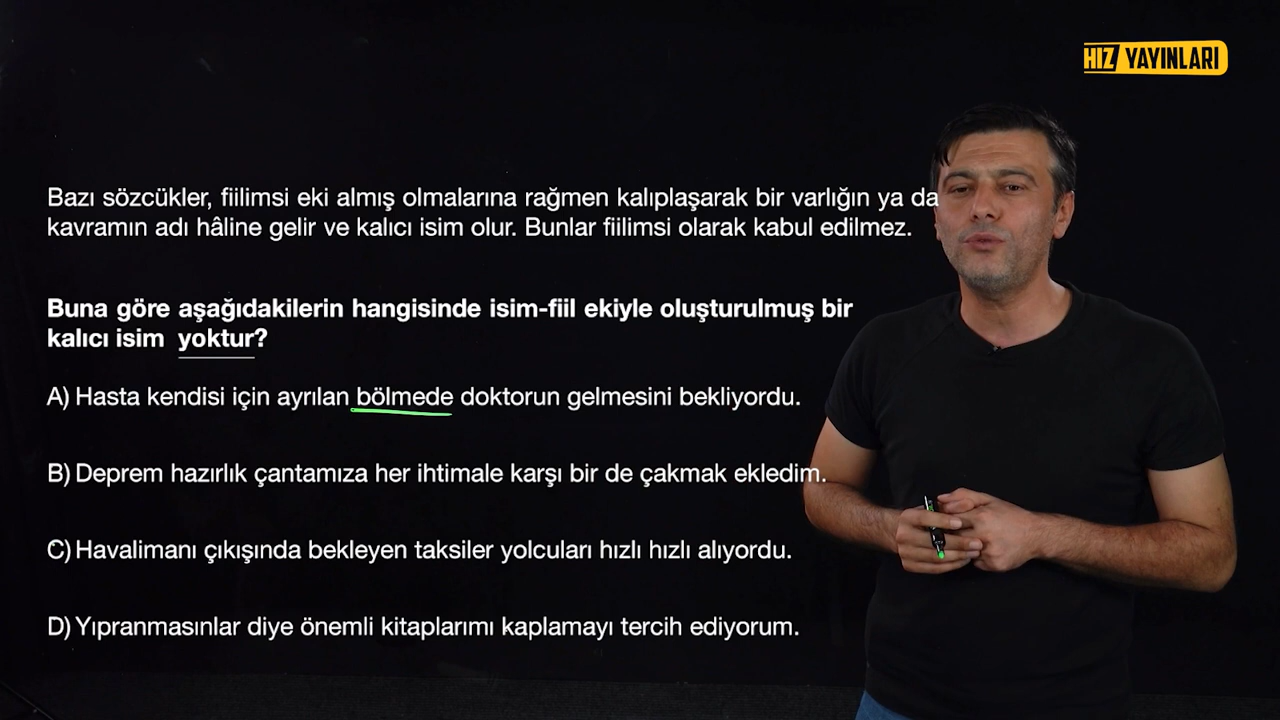 HIZ YAYINLARI
Bazı sözcükler, fiilimsi eki almış olmalarına rağmen kalıplaşarak bir varlığın ya da
kavramın adı hâline gelir ve kalıcı isim olur. Bunlar fiilimsi olarak kabul edilmez.
Buna göre aşağıdakilerin hangisinde isim-fiil ekiyle oluşturulmuş bir
kalıcı isim yoktur?
A) Hasta kendisi için ayrılan bölmede doktorun gelmesini bekliyordu.
B) Deprem hazırlık çantamıza her ihtimale karşı bir de çakmak ekledim.
C) Havalimanı çıkışında bekleyen taksiler yolcuları hızlı hızlı alıyordu.
D) Yıpranmasınlar diye önemli kitaplarımı kaplamayı tercih ediyorum.